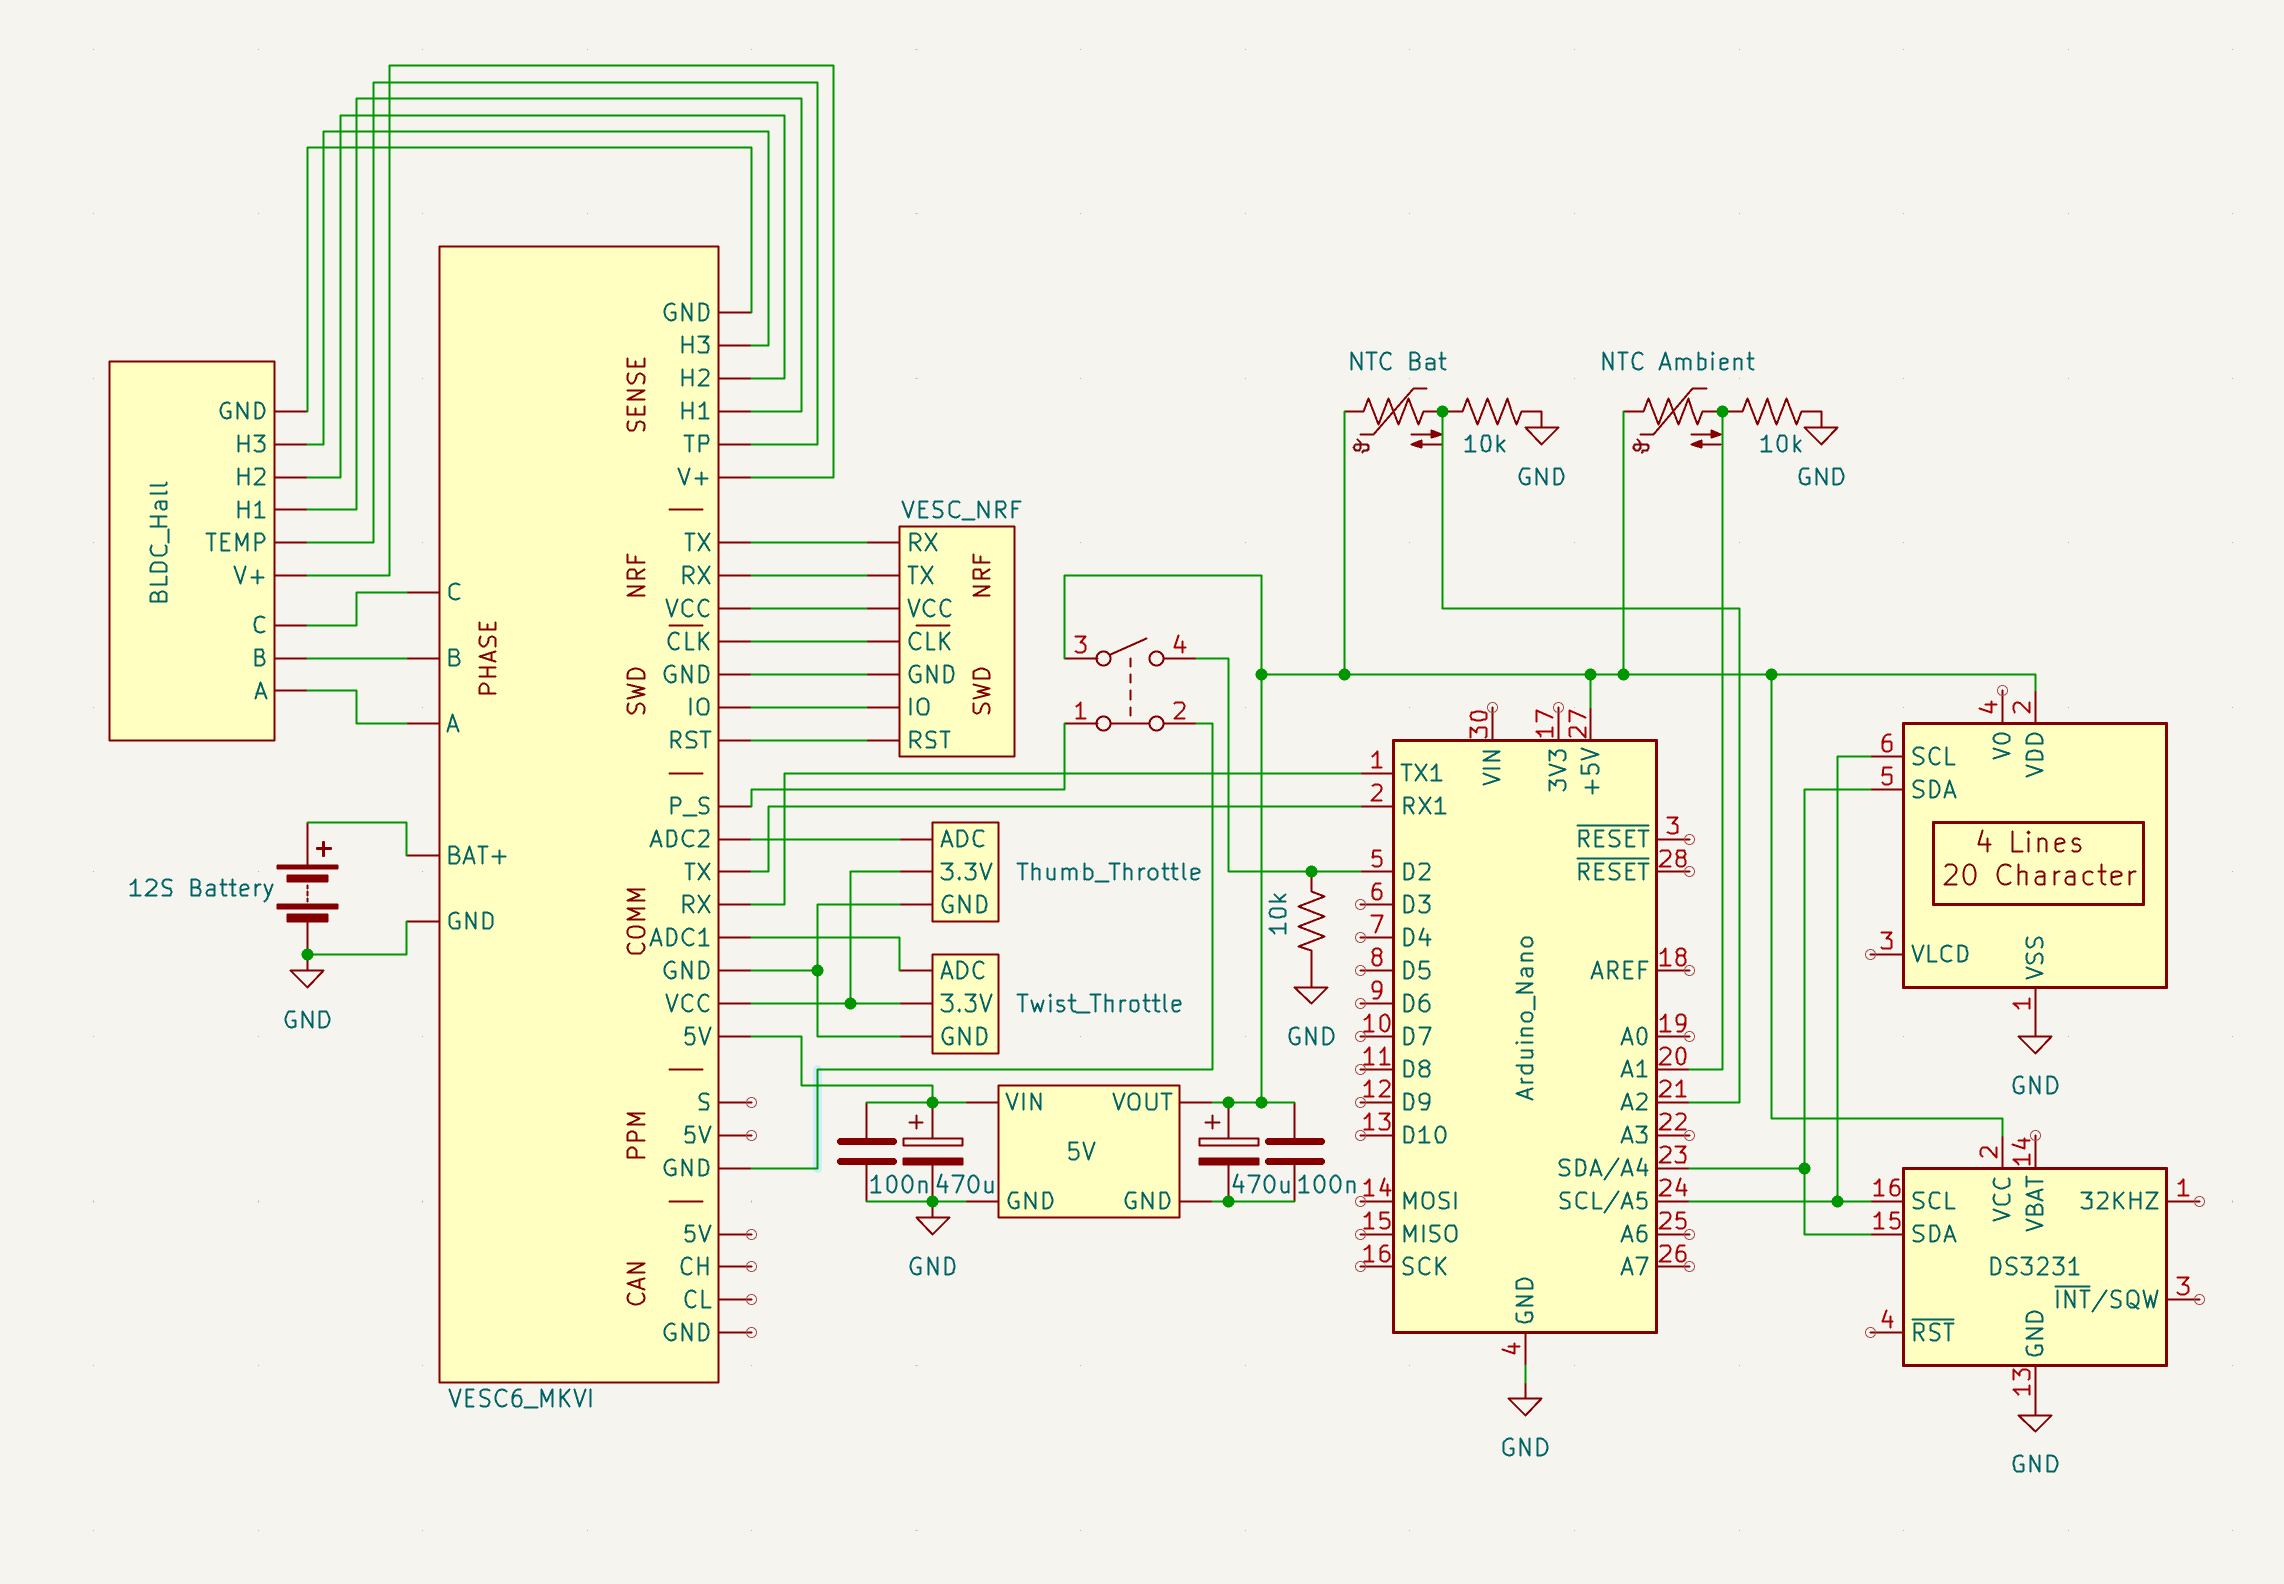 BLDC_Hall
GND
H3
H2
H1
TEMP
V+
C
B
A
12S Battery
+
GND
C
B
A
PHASE
BAT+
GND
SENSE
GND
H3
H2
H1
TP
V+
NRF
TX
RX
VCC
SWD
CLK
GND
IO
RST
COMM
P_S
ADC2
TX
RX
ADC1
GND
VCC
5V
PPM
S
5V
GND
CAN
5V
CH
CL
GND
VESC6_MKVI
VESC_NRF
RX
TX
VCC
CLK
GND
IO
RST
NRF
SWD
3
4
1
2
ADC
3.3V
GND
Thumb_Throttle
ADC
3.3V
GND
Twist_Throttle
VIN
VOUT
5V
GND
GND
+
100n
470u
GND
+
470u
100n
10k
GND
NTC Bat
θ
10k
GND
NTC Ambient
θ
10k
GND
Arduino_Nano
30
VIN
17
3V3
27
+5V
1
TX1
2
RX1
5
D2
6
D3
7
D4
8
D5
9
D6
10
D7
11
D8
12
D9
13
D10
14
MOSI
15
MISO
16
SCK
RESET
3
RESET
28
AREF
18
A0
19
A1
20
A2
21
A3
22
SDA/A4
23
SCL/A5
24
A6
25
A7
26
GND
4
GND
4
V0
2
VDD
6
SCL
5
SDA
4 Lines
20 Character
3
VLCD
VSS
1
GND
2
VCC
14
VBAT
16
SCL
15
SDA
32KHZ
1
DS3231
INT/SQW
3
4
RST
GND
13
GND